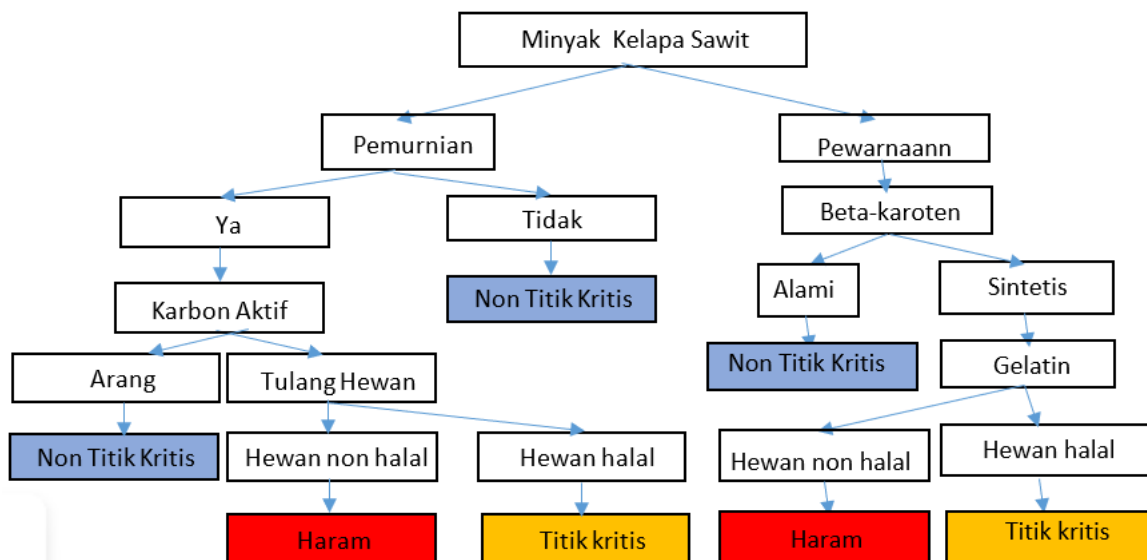 Minyak Kelapa Sawit
Pemurnian
Pewarnaann
Ya
Tidak
Beta-karoten
Karbon Aktif
Non Titik Kritis
Alami
Sintetis
Arang
Tulang Hewan
Non Titik Kritis
Gelatin
Non Titik Kritis
Hewan non halal
Hewan halal
Hewan non halal
Hewan halal
Haram
Titik kritis
Haram
Titik kritis